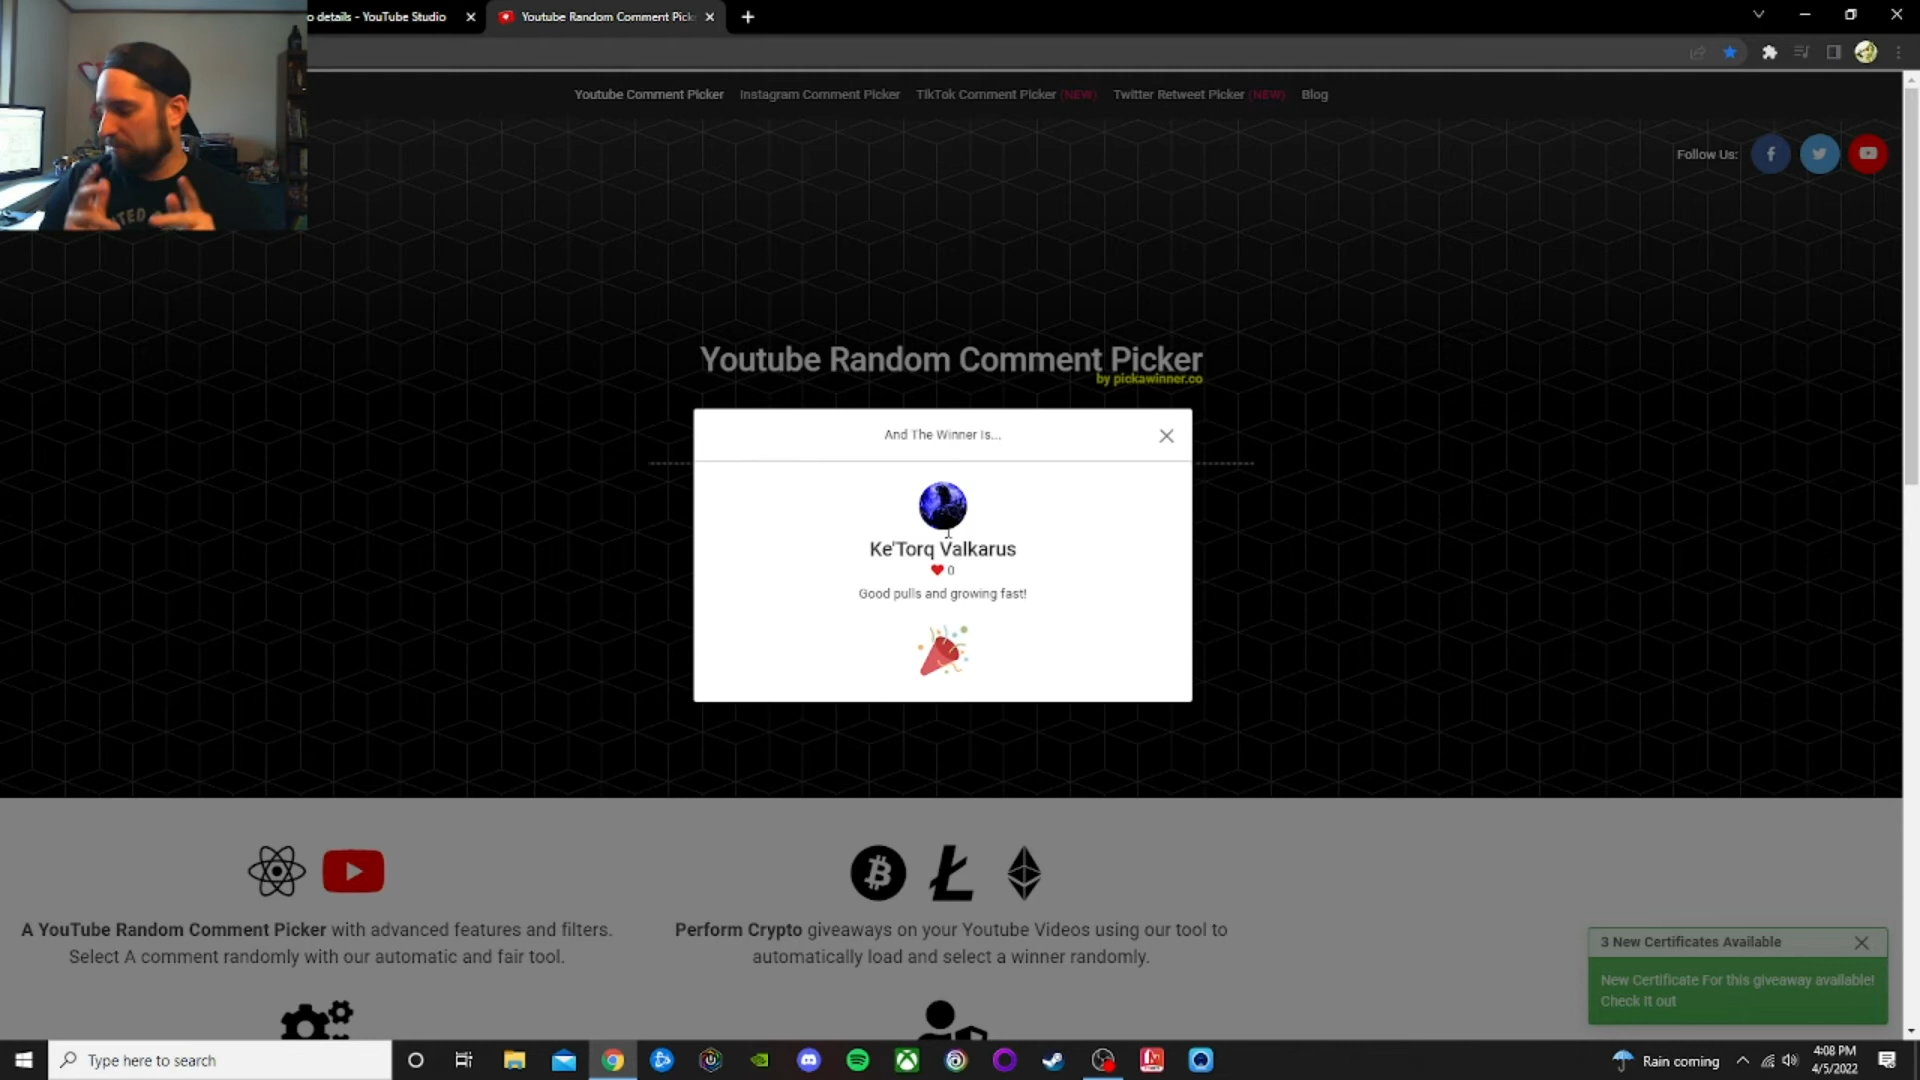 o details - YouTube Studio
Youtube Random Comment Pick
Youtube Comment Picker
Instagram Comment Picker
TikTok Comment Picker (NEW)
Twitter Retweet Picker (NEW)
Blog
Follow Us:
Youtube Random Comment Picker
by pickawinner.co
And The Winner Is...
Ke'Torq Valkarus
0
Good pulls and growing fast!
A YouTube Random Comment Picker with advanced features and filters.
Select A comment randomly with our automatic and fair tool.
Perform Crypto giveaways on your Youtube Videos using our tool to
automatically load and select a winner randomly.
3 New Certificates Available
New Certificate For this giveaway available!
Check It out
Type here to search
Rain coming
4:08 PM
4/5/2022